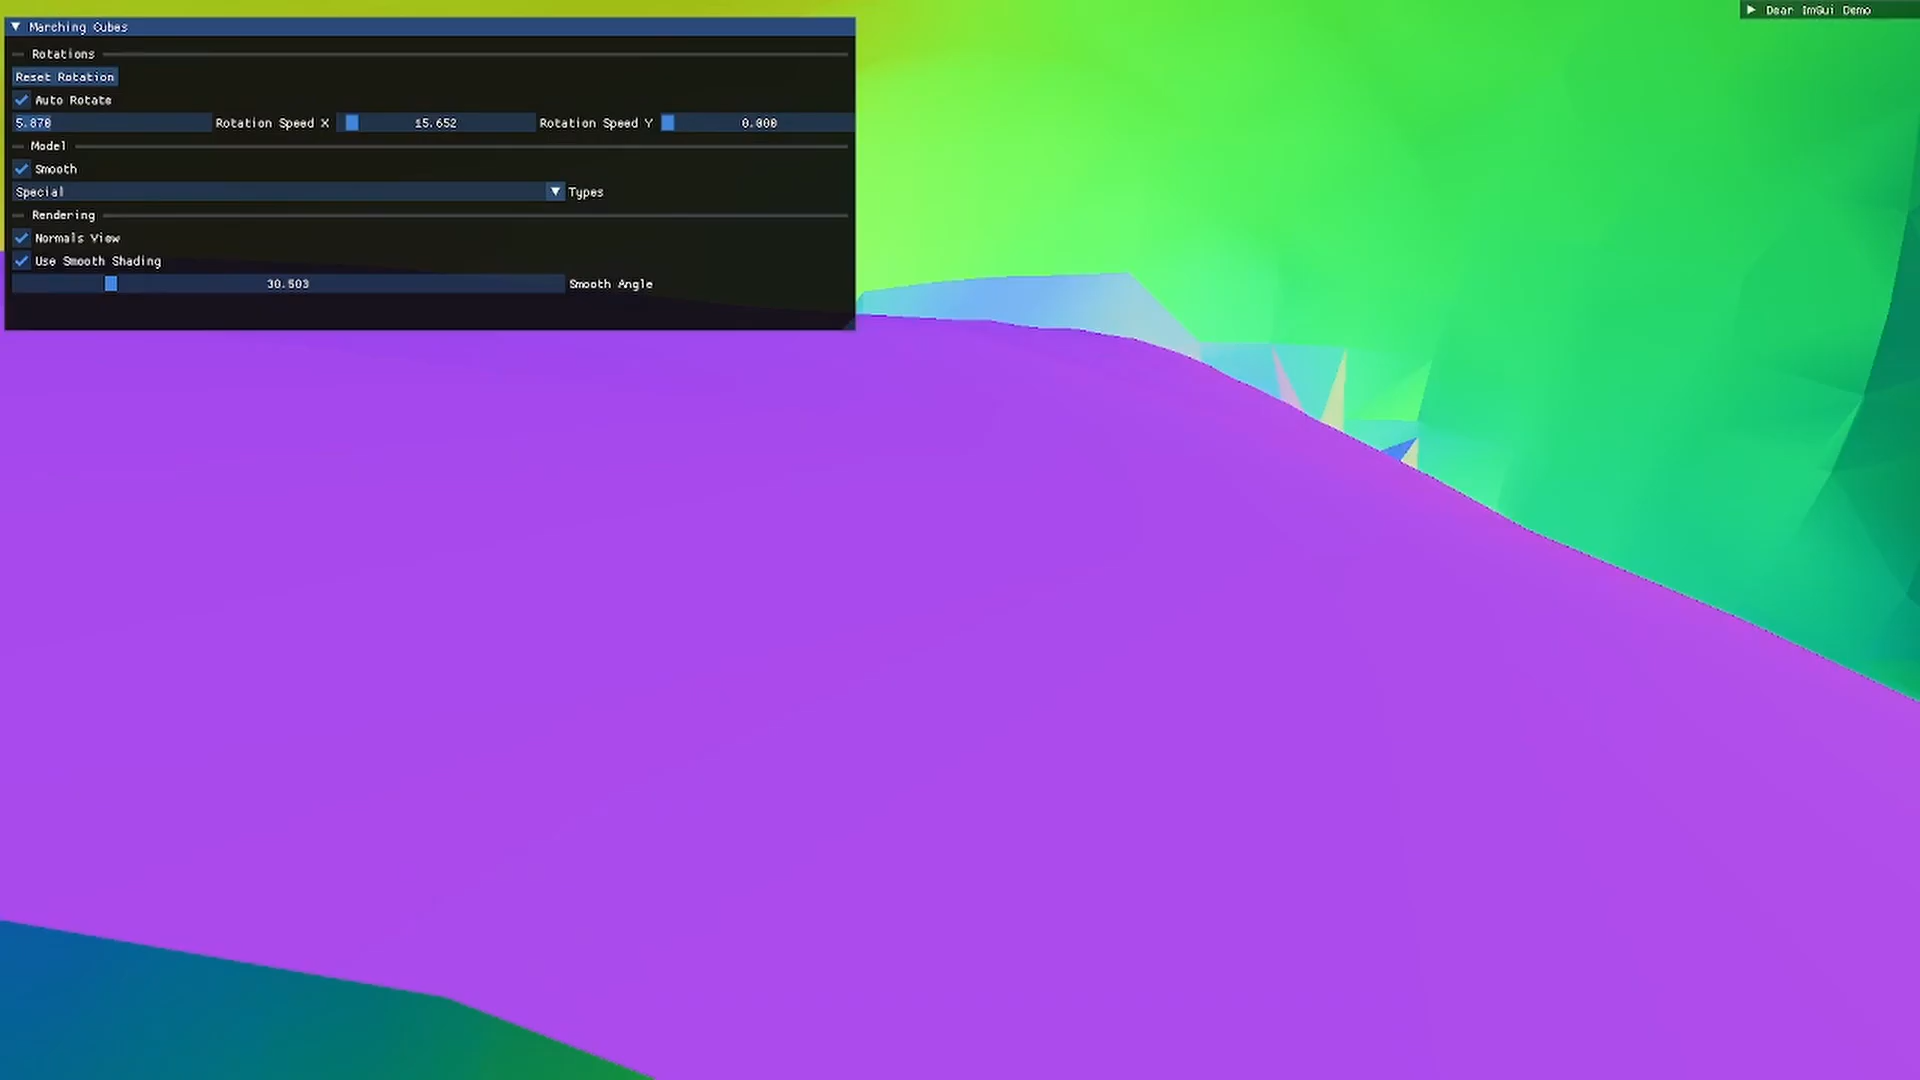 Marching Cubes
Dear ImGui Demo
Rotations
Reset Rotation
Auto Rotate
5.870 Rotation Speed X 15.652 Rotation Speed Y 0.000
Model
Smooth
Special Types
Rendering
Normals View
Use Smooth Shading
30.503 Smooth Angle